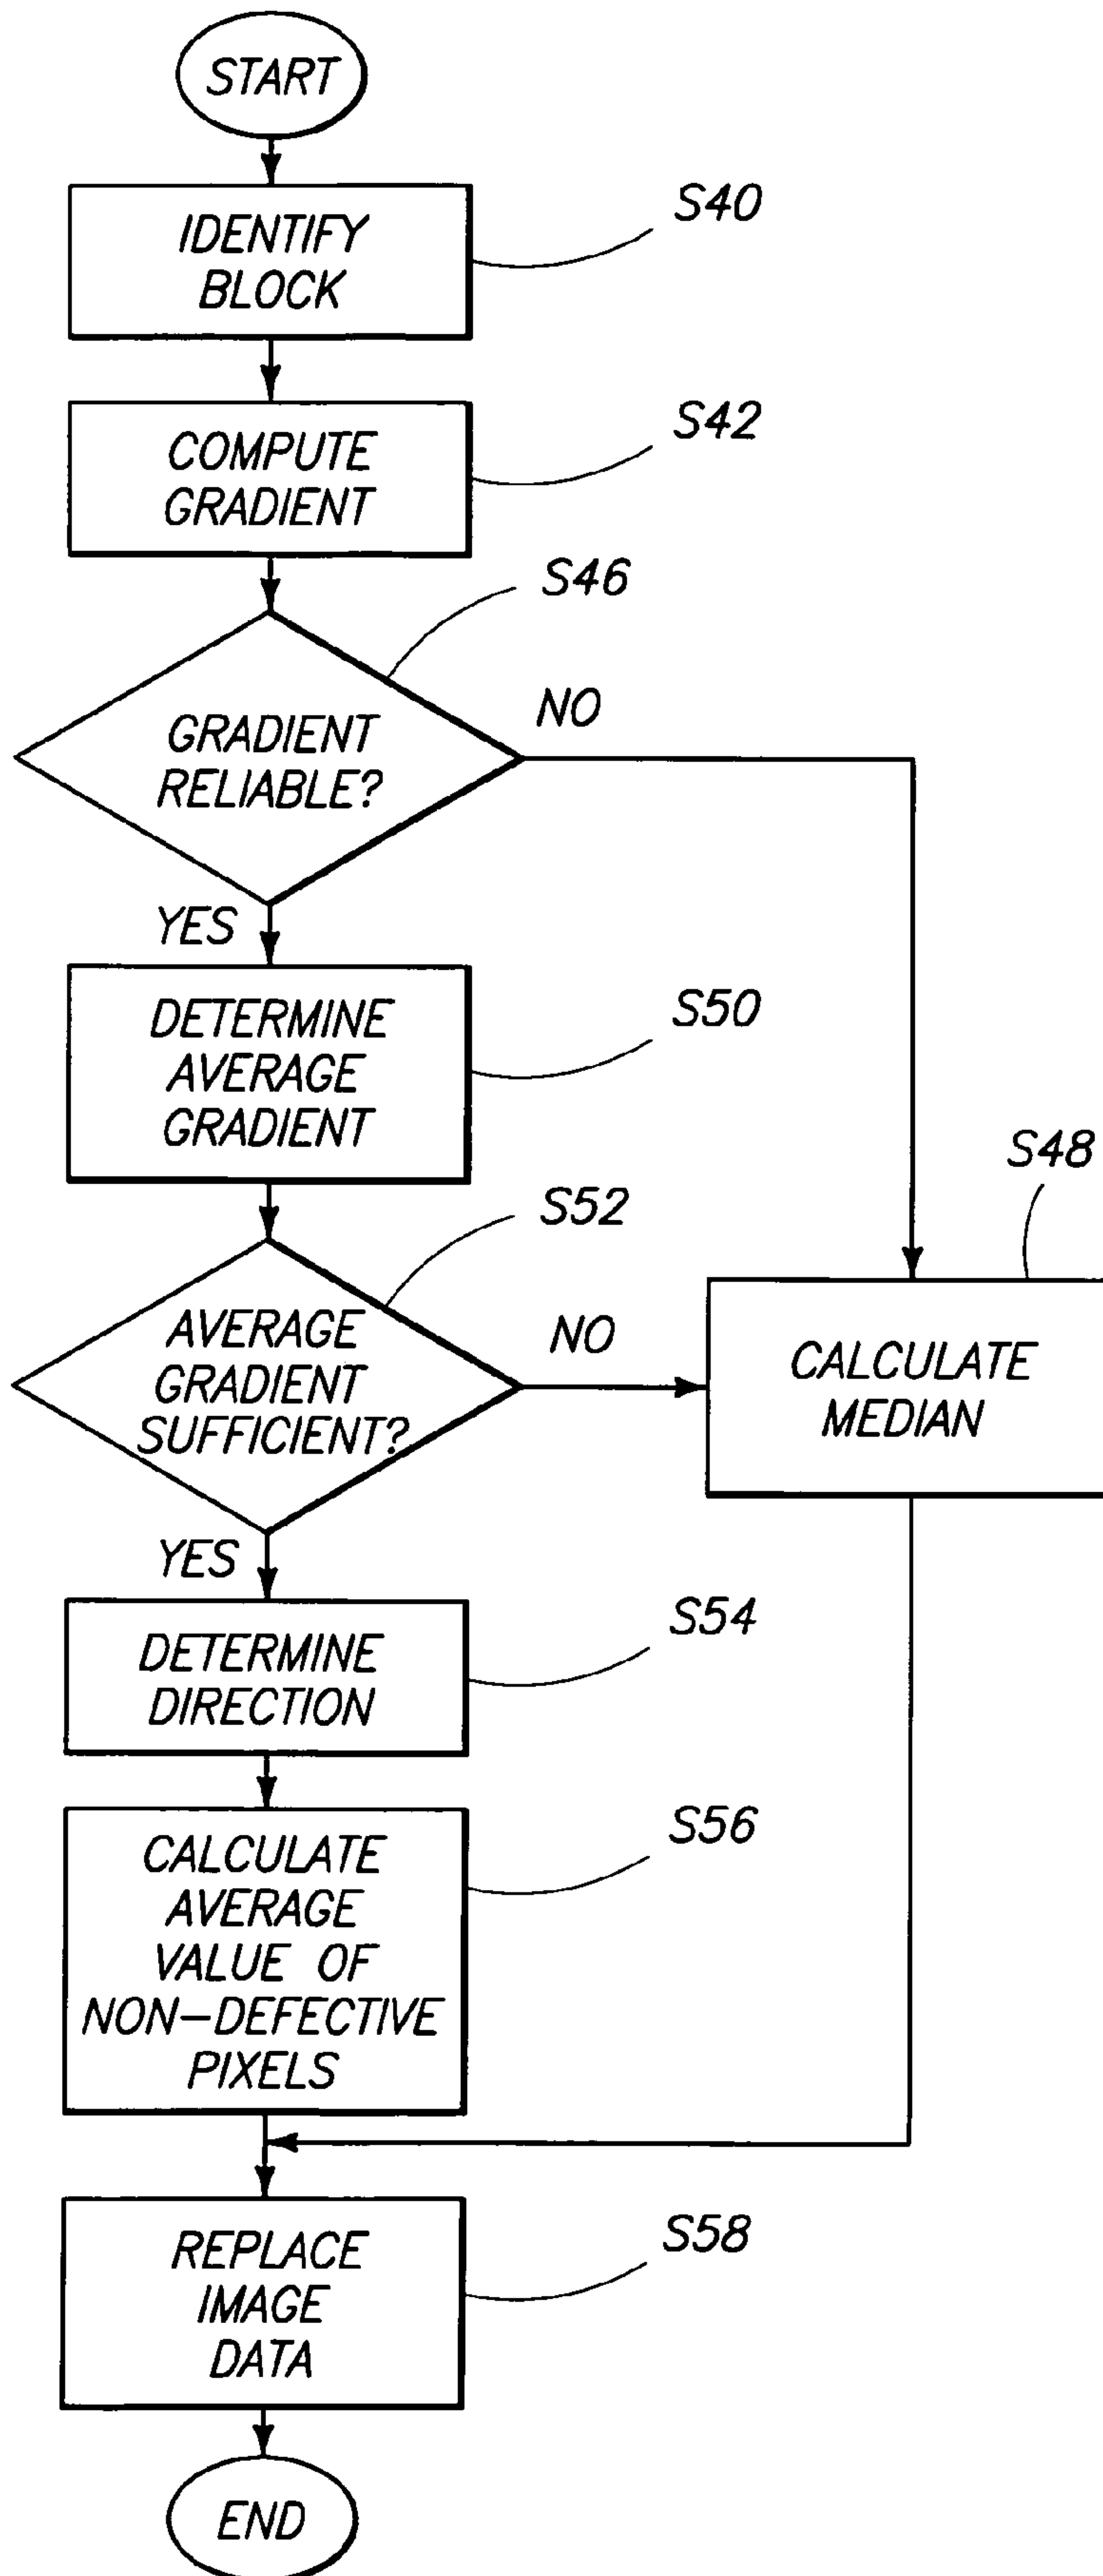 START
IDENTIFY
BLOCK
S40
COMPUTE
GRADIENT
S42
S46
GRADIENT
RELIABLE?
NO
YES
DETERMINE
AVERAGE
GRADIENT
S50
S52
AVERAGE
GRADIENT
SUFFICIENT?
NO
S48
CALCULATE
MEDIAN
YES
DETERMINE
DIRECTION
S54
CALCULATE
AVERAGE
VALUE OF
NON-DEFECTIVE
PIXELS
S56
REPLACE
IMAGE
DATA
S58
END